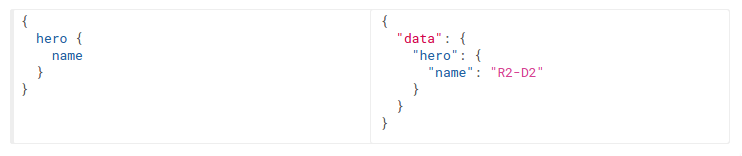 {
  hero {
    name
  }
}
{
  "data": {
    "hero": {
      "name": "R2-D2"
    }
  }
}